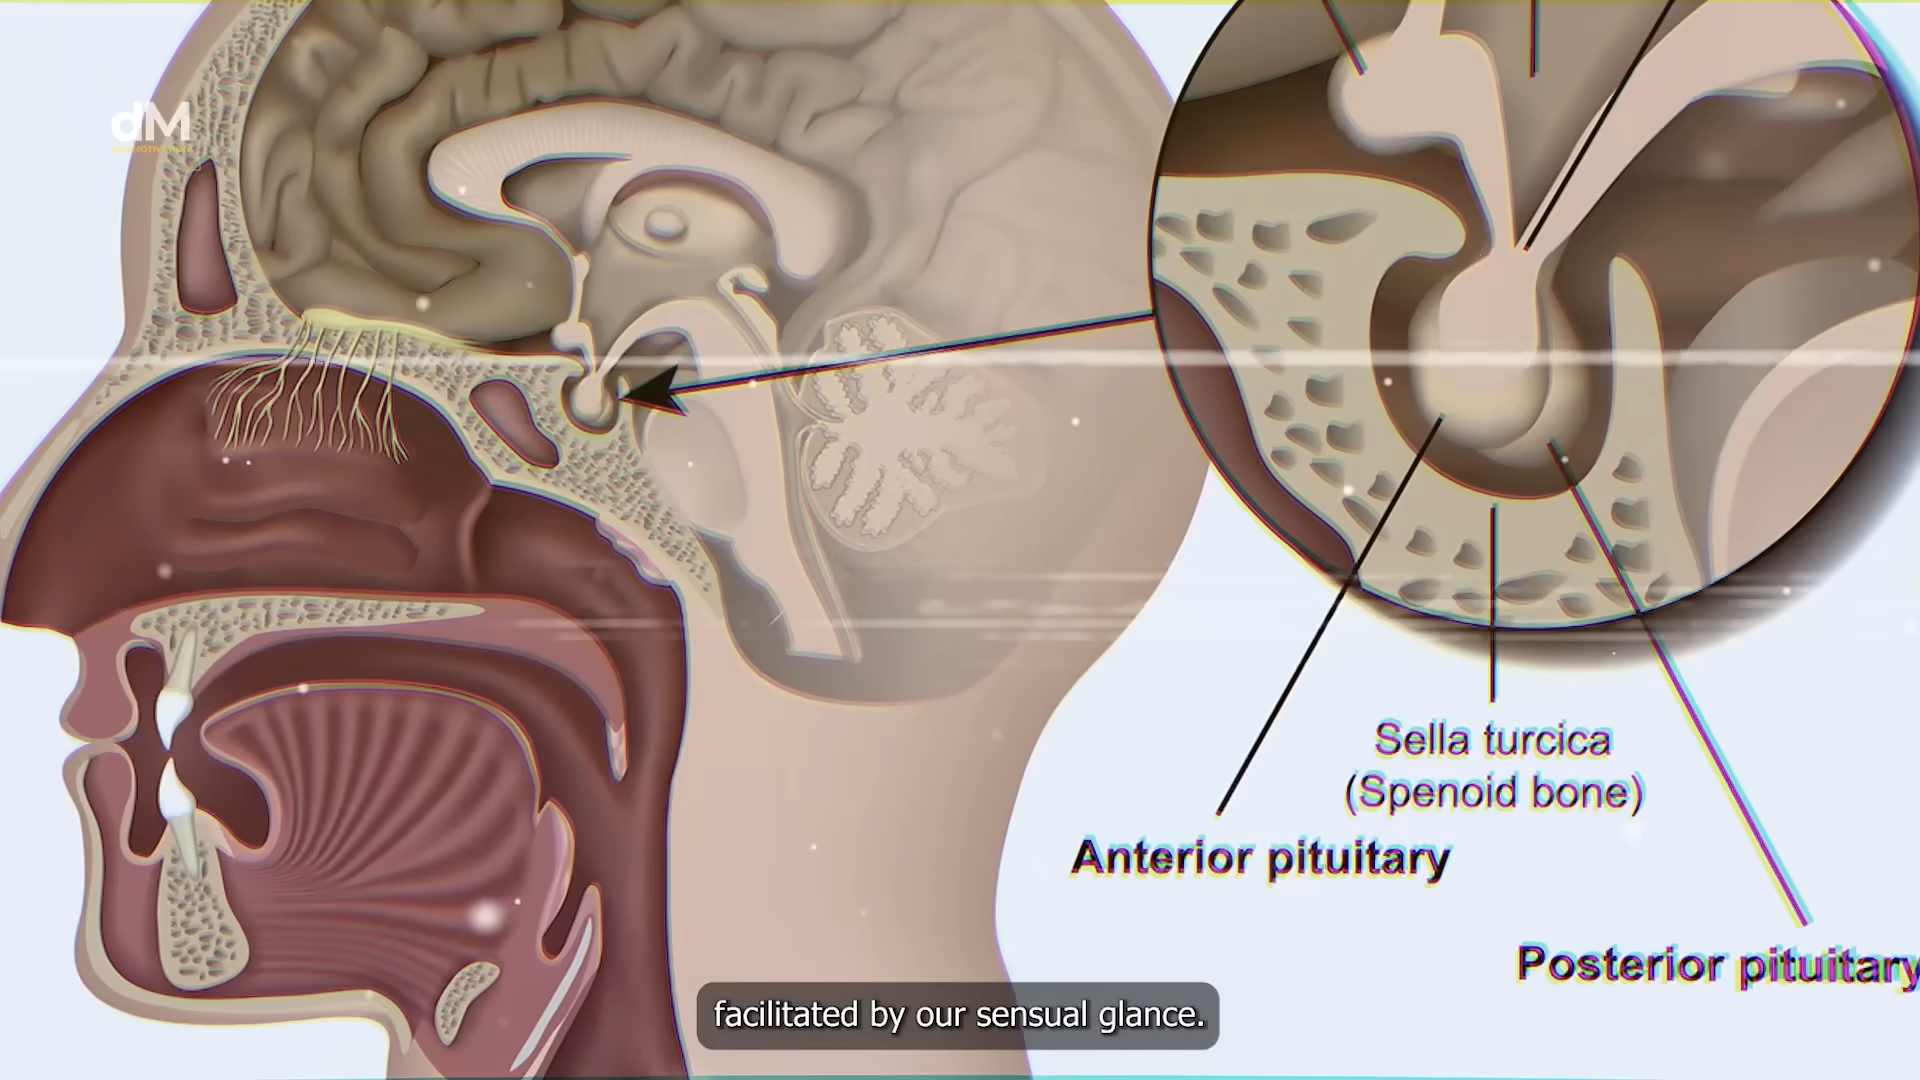 dM
Sella turcica
(Spenoid bone)
Anterior pituitary
Posterior pituitary
facilitated by our sensual glance.